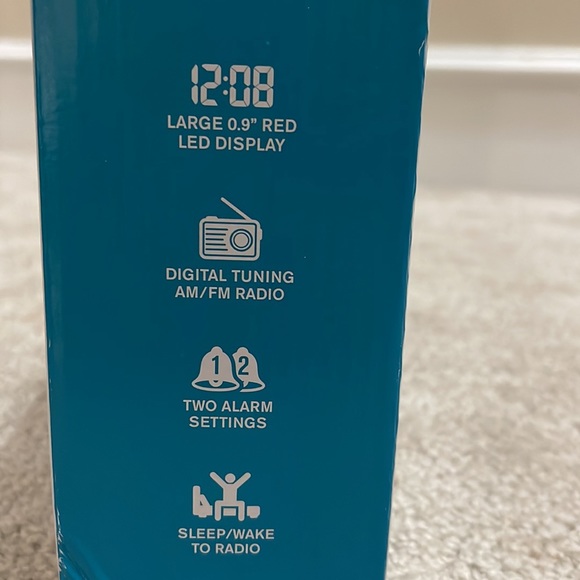 12:08
LARGE 0.9" RED
LED DISPLAY
DIGITAL TUNING
AM/FM RADIO
1 2
TWO ALARM
SETTINGS
SLEEP/WAKE
TO RADIO